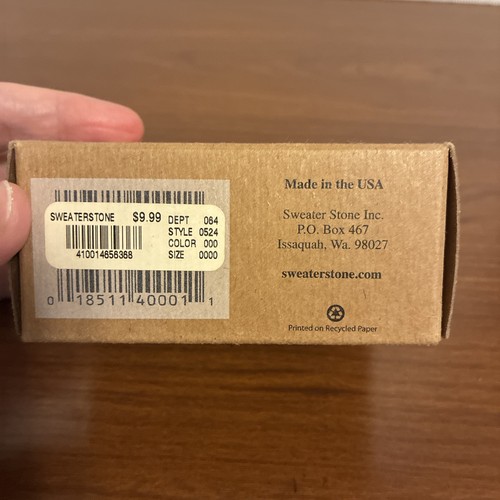 SWEATERSTONE $9.99 DEPT 064
STYLE 0524
COLOR 000
410014656368 SIZE 0000
0 18511 40001 1
Made in the USA
Sweater Stone Inc.
P.O. Box 467
Issaquah, Wa. 98027
sweaterstone.com
Printed on Recycled Paper